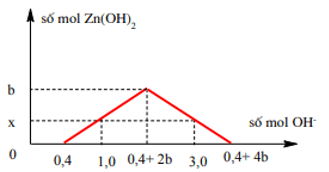 số mol Zn(OH)₂
b
x
số mol OH⁻
0
0,4 1,0 0,4+ 2b 3,0 0,4+ 4b